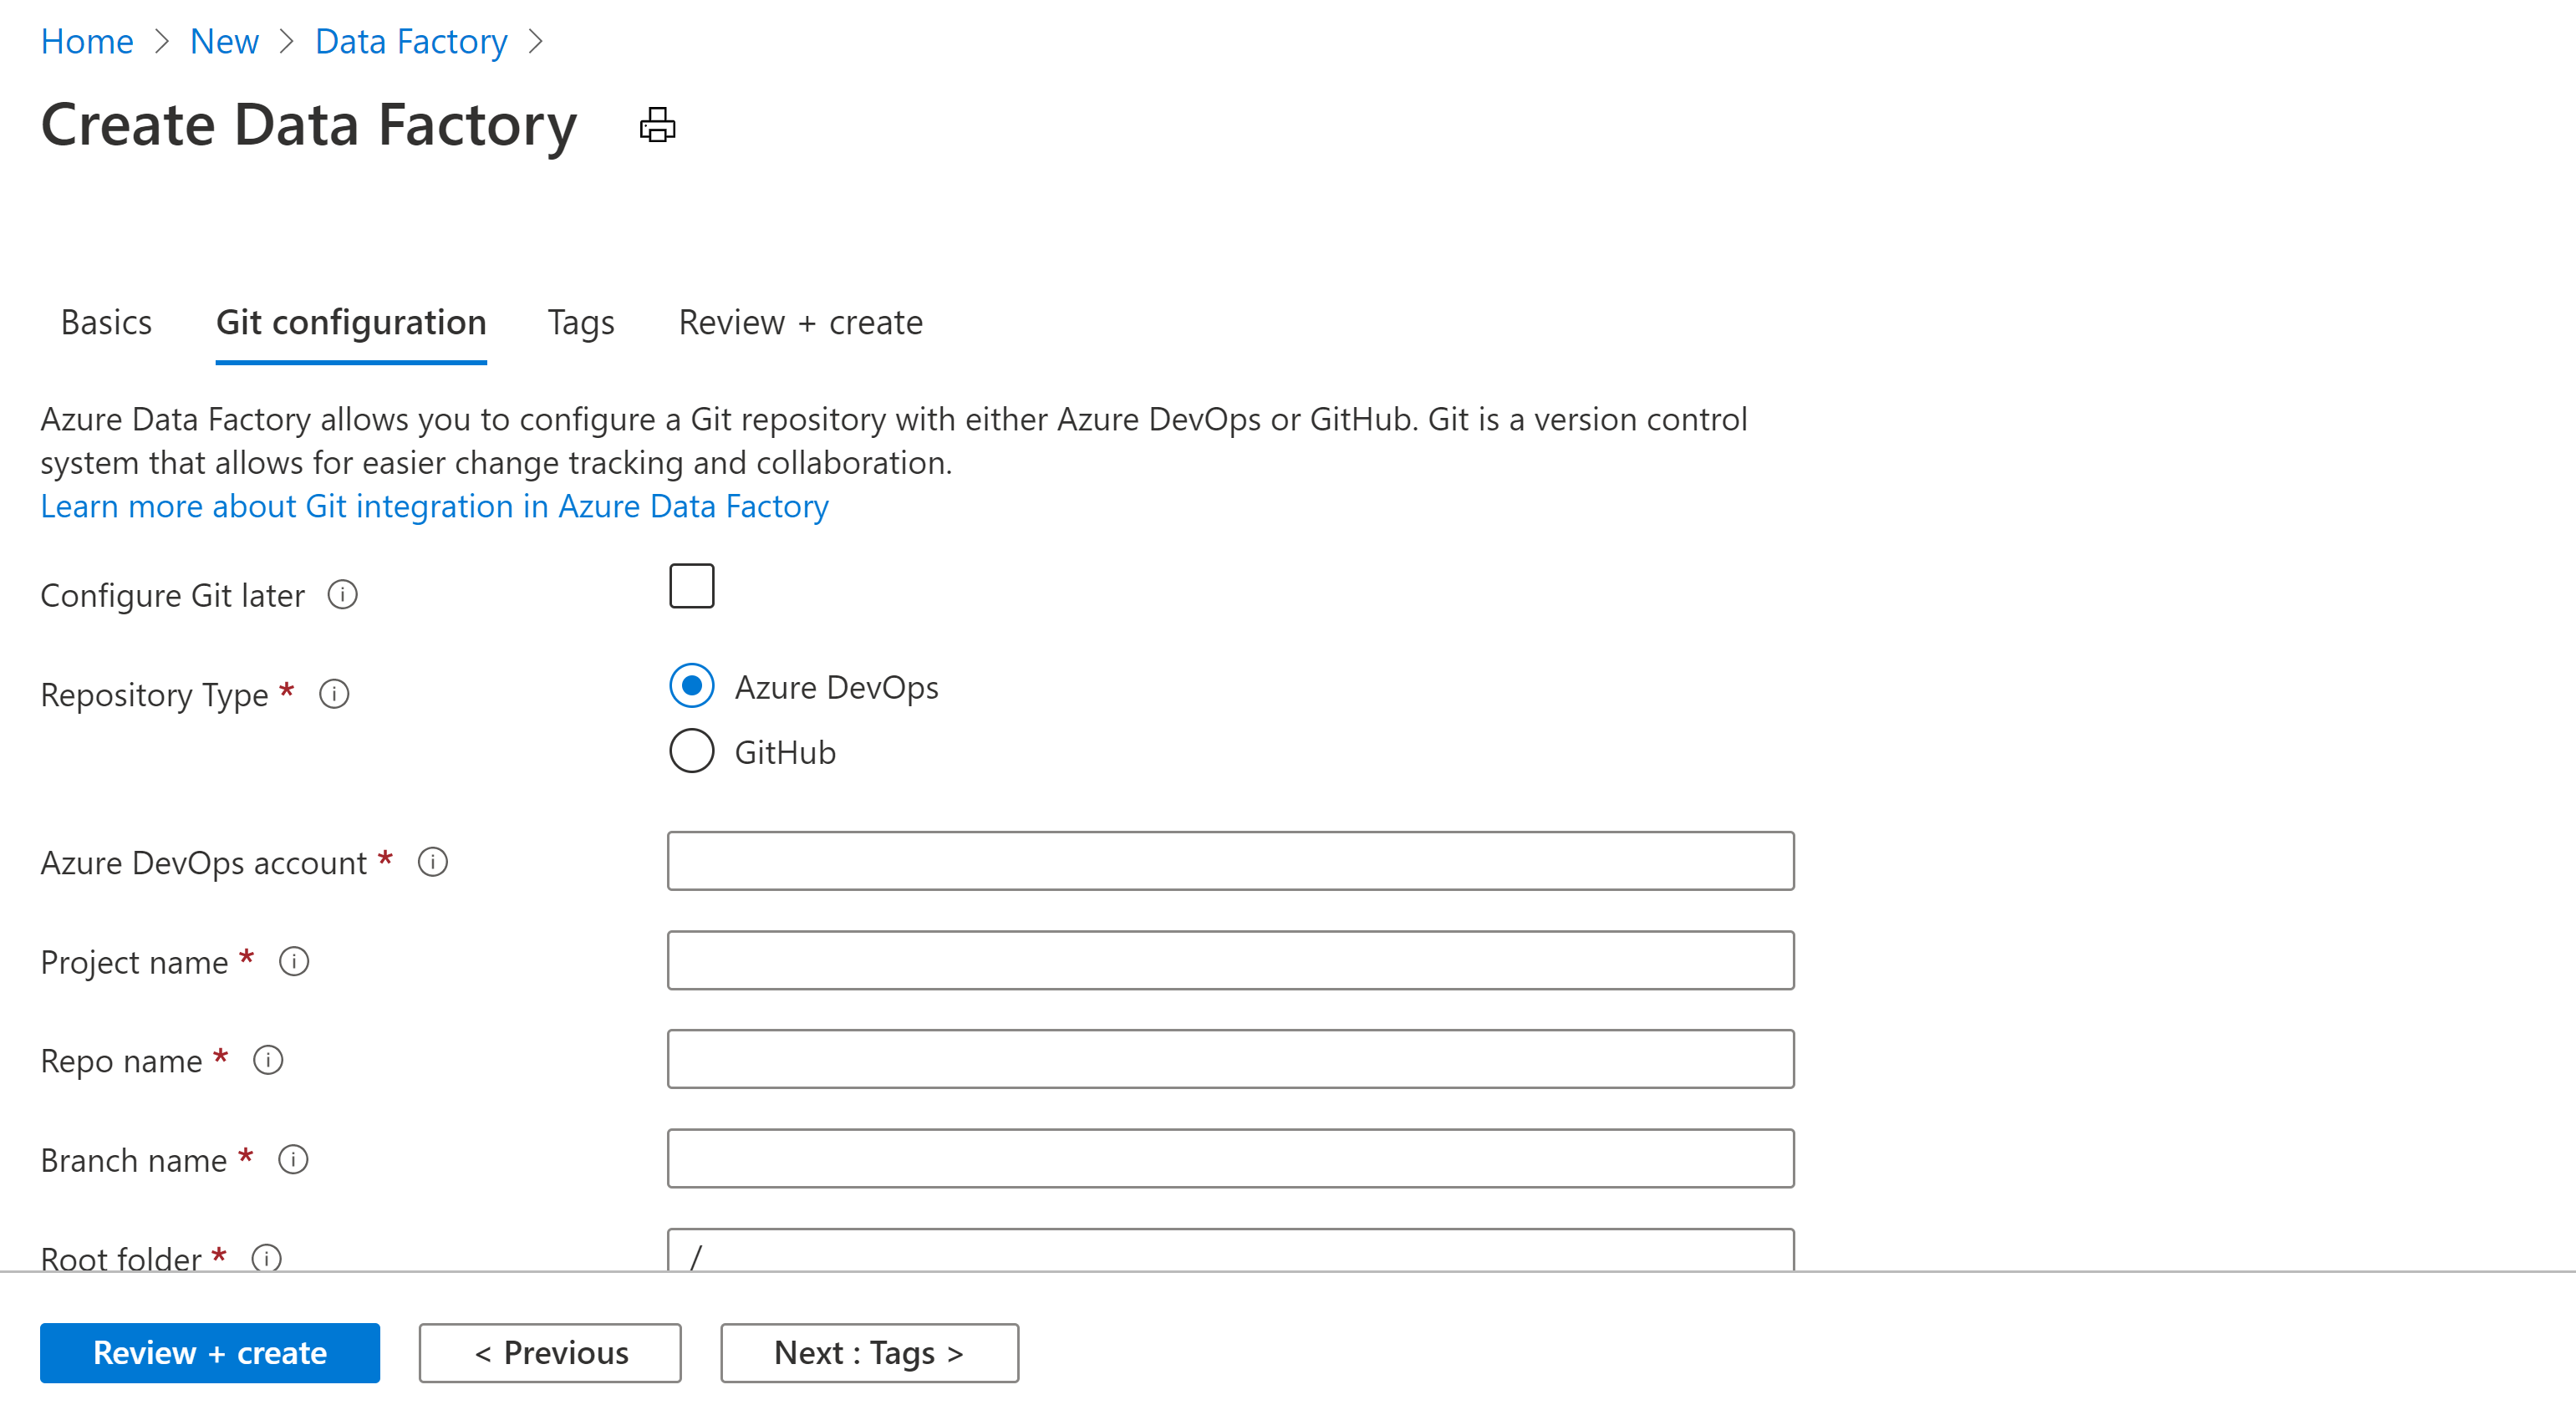 Home > New > Data Factory >
Create Data Factory
Basics Git configuration Tags Review + create
Azure Data Factory allows you to configure a Git repository with either Azure DevOps or GitHub. Git is a version control
system that allows for easier change tracking and collaboration.
Learn more about Git integration in Azure Data Factory
Configure Git later
Repository Type *
Azure DevOps
GitHub
Azure DevOps account *
Project name *
Repo name *
Branch name *
Root folder * /
Review + create < Previous Next : Tags >